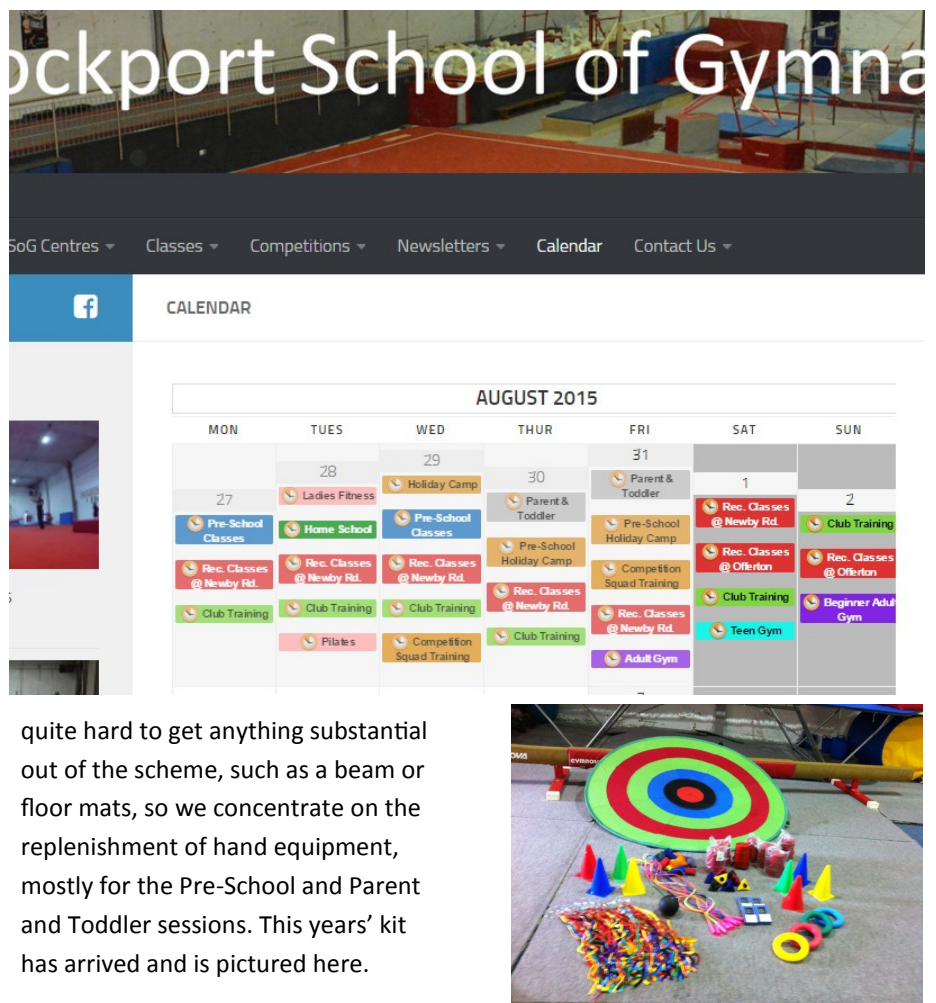 ockport School of Gymna
SoG Centres Classes Competitions Newsletters Calendar Contact Us
CALENDAR
AUGUST 2015
MON TUES WED THUR FRI SAT SUN
27
Pre-School
Classes
Rec. Classes
@ Newby Rd.
Club Training
28
Ladies Fitness
Home School
Rec. Classes
@ Newby Rd.
Club Training
Pilates
29
Holiday Camp
Pre-School
Classes
Rec. Classes
@ Newby Rd.
Club Training
Competition
Squad Training
30
Parent &
Toddler
Pre-School
Holiday Camp
Rec. Classes
@ Newby Rd.
Club Training
31
Parent &
Toddler
Pre-School
Holiday Camp
Competition
Squad Training
Rec. Classes
@ Newby Rd.
Adult Gym
1
Rec. Classes
@ Newby Rd.
Rec. Classes
@ Offerton
Club Training
Teen Gym
2
Club Training
Rec. Classes
@ Offerton
Beginner Adul
Gym
quite hard to get anything substantial
out of the scheme, such as a beam or
floor mats, so we concentrate on the
replenishment of hand equipment,
mostly for the Pre-School and Parent
and Toddler sessions. This years’ kit
has arrived and is pictured here.